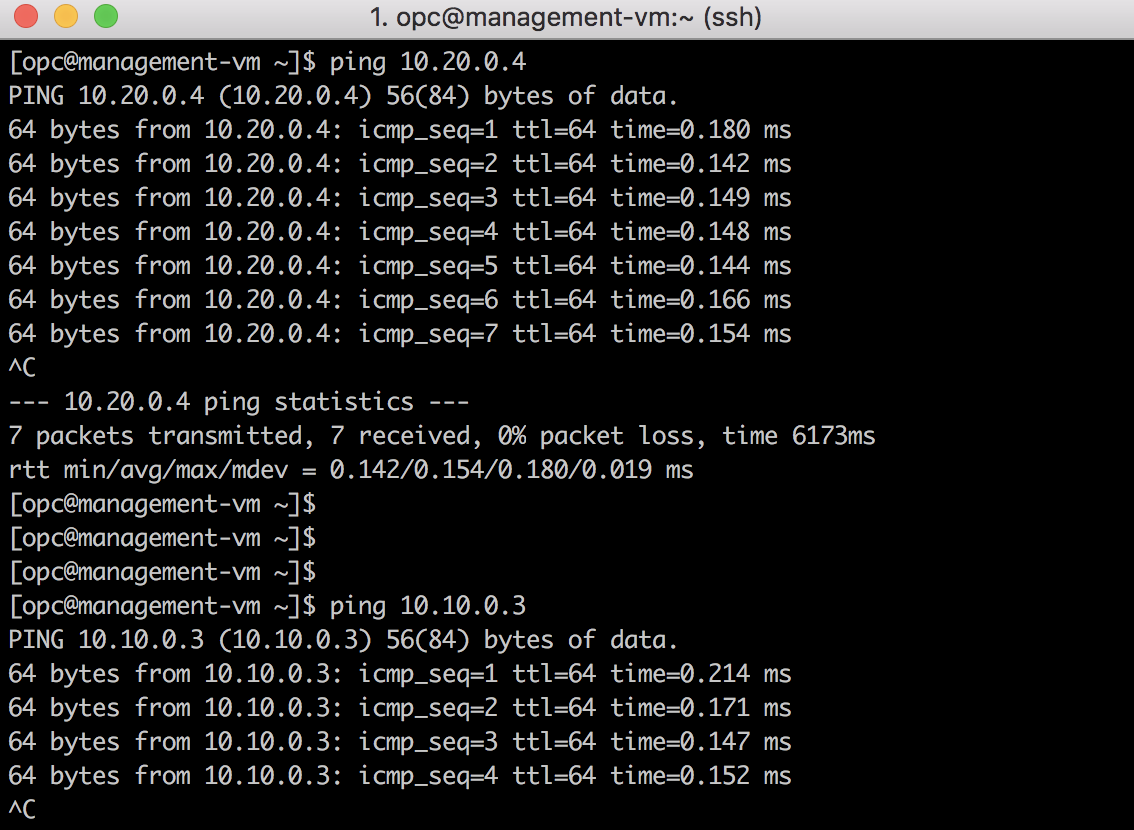 1. opc@management-vm:~ (ssh)
[opc@management-vm ~]$ ping 10.20.0.4
PING 10.20.0.4 (10.20.0.4) 56(84) bytes of data.
64 bytes from 10.20.0.4: icmp_seq=1 ttl=64 time=0.180 ms
64 bytes from 10.20.0.4: icmp_seq=2 ttl=64 time=0.142 ms
64 bytes from 10.20.0.4: icmp_seq=3 ttl=64 time=0.149 ms
64 bytes from 10.20.0.4: icmp_seq=4 ttl=64 time=0.148 ms
64 bytes from 10.20.0.4: icmp_seq=5 ttl=64 time=0.144 ms
64 bytes from 10.20.0.4: icmp_seq=6 ttl=64 time=0.166 ms
64 bytes from 10.20.0.4: icmp_seq=7 ttl=64 time=0.154 ms
^C
--- 10.20.0.4 ping statistics ---
7 packets transmitted, 7 received, 0% packet loss, time 6173ms
rtt min/avg/max/mdev = 0.142/0.154/0.180/0.019 ms
[opc@management-vm ~]$
[opc@management-vm ~]$
[opc@management-vm ~]$
[opc@management-vm ~]$ ping 10.10.0.3
PING 10.10.0.3 (10.10.0.3) 56(84) bytes of data.
64 bytes from 10.10.0.3: icmp_seq=1 ttl=64 time=0.214 ms
64 bytes from 10.10.0.3: icmp_seq=2 ttl=64 time=0.171 ms
64 bytes from 10.10.0.3: icmp_seq=3 ttl=64 time=0.147 ms
64 bytes from 10.10.0.3: icmp_seq=4 ttl=64 time=0.152 ms
^C